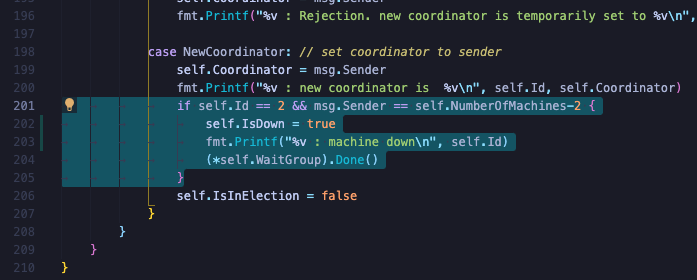 195 self.Coordinator = msg.Sender
196 fmt.Printf("%v : Rejection. new coordinator is temporarily set to %v\n",
197
198 case NewCoordinator: // set coordinator to sender
199 self.Coordinator = msg.Sender
200 fmt.Printf("%v : new coordinator is  %v\n", self.Id, self.Coordinator)
201 if self.Id == 2 && msg.Sender == self.NumberOfMachines-2 {
202 self.IsDown = true
203 fmt.Printf("%v : machine down\n", self.Id)
204 (*self.WaitGroup).Done()
205 }
206 self.IsInElection = false
207 }
208 }
209 }
210 }